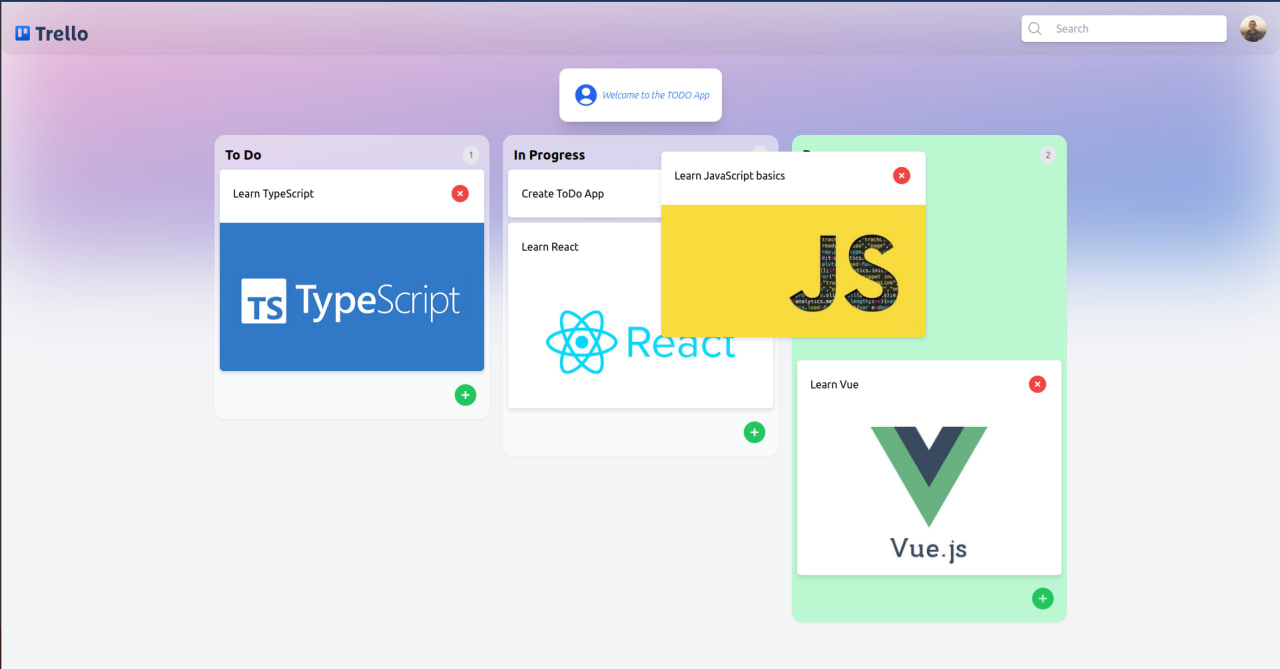 Trello
Search
Welcome to the TODO App
To Do
1
In Progress
2
Learn TypeScript
Create ToDo App
Learn JavaScript basics
Learn React
TS TypeScript
JS
React
Learn Vue
Vue.js